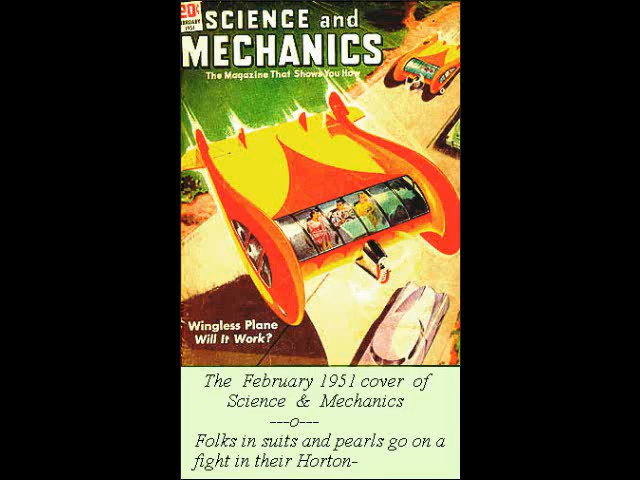 20¢
FEBRUARY
1951
SCIENCE and
MECHANICS
The Magazine That Shows You How
Wingless Plane
Will It Work?
The February 1951 cover of
Science & Mechanics
---o---
Folks in suits and pearls go on a
fight in their Horton-